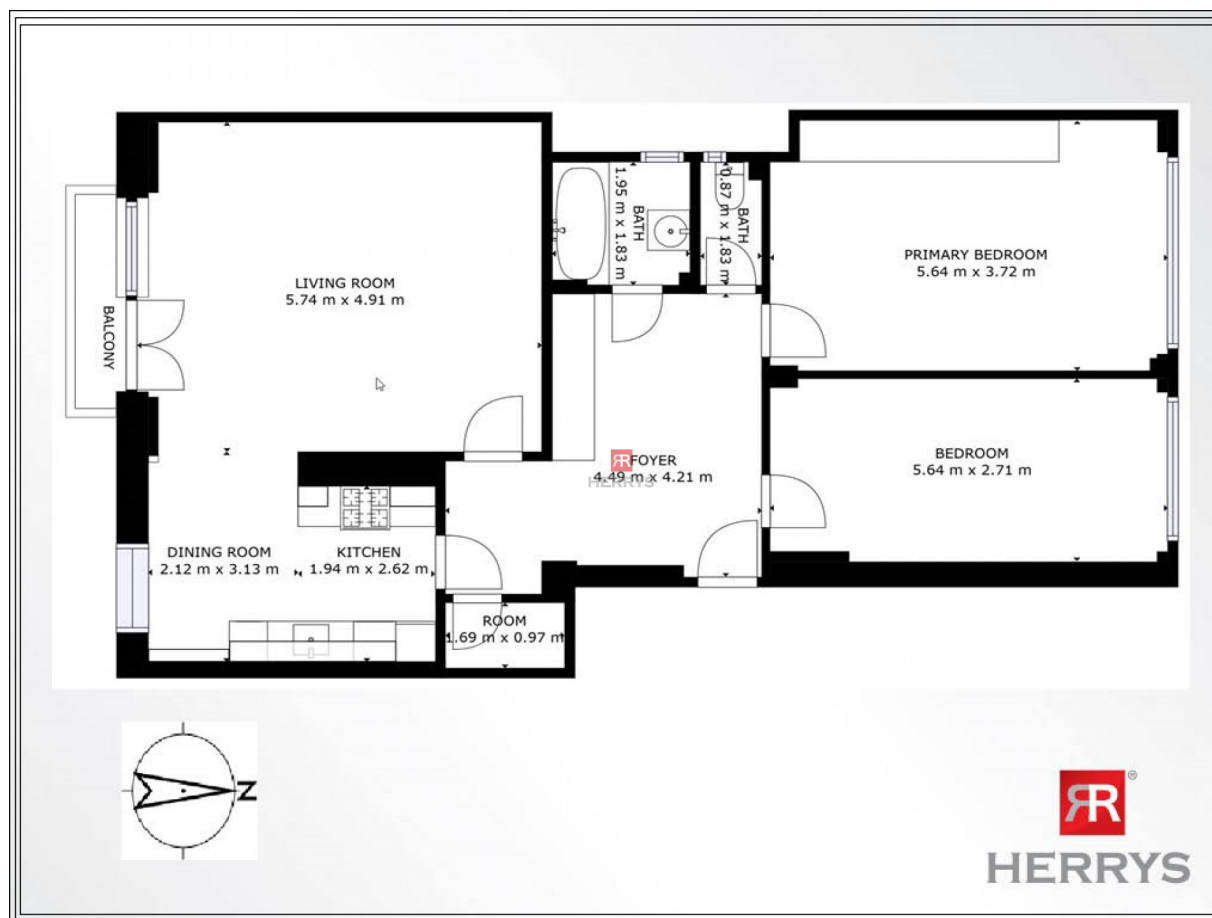 LIVING ROOM
5.74 m x 4.91 m
BALCONY
BATH
1.95 m x 1.83 m
BATH
0.87 m x 1.83 m
PRIMARY BEDROOM
5.64 m x 3.72 m
BEDROOM
5.64 m x 2.71 m
FOYER
4.49 m x 4.21 m
RR
HERRYS
DINING ROOM
2.12 m x 3.13 m
KITCHEN
1.94 m x 2.62 m
ROOM
1.69 m x 0.97 m
N
RR
®
HERRYS